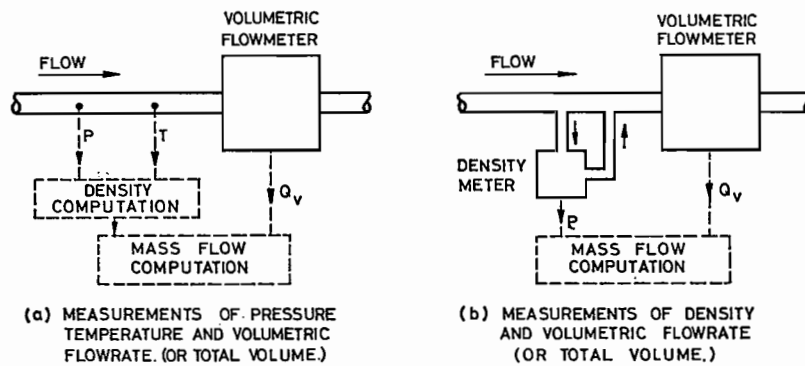 VOLUMETRIC
FLOWMETER
FLOW
P
T
DENSITY
COMPUTATION
Qv
MASS FLOW
COMPUTATION
(a) MEASUREMENTS OF PRESSURE
TEMPERATURE AND VOLUMETRIC
FLOWRATE. (OR TOTAL VOLUME.)
VOLUMETRIC
FLOWMETER
FLOW
DENSITY
METER
ρ
Qv
MASS FLOW
COMPUTATION
(b) MEASUREMENTS OF DENSITY
AND VOLUMETRIC FLOWRATE
(OR TOTAL VOLUME.)